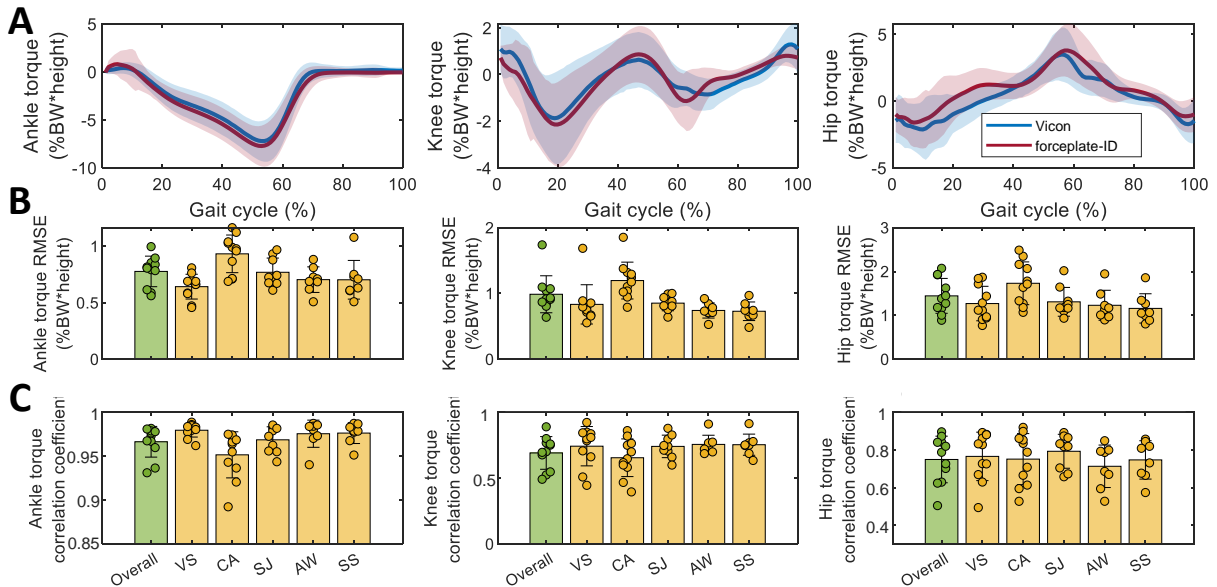 A
Ankle torque
(%BW*height)
5
0
-5
-10
0
20
40
60
80
100
Knee torque
(%BW*height)
2
0
-2
-4
0
20
40
60
80
100
Hip torque
(%BW*height)
5
0
-5
0
20
40
60
80
100
Vicon
forceplate-ID
Gait cycle (%)
Gait cycle (%)
Gait cycle (%)
B
Ankle torque RMSE
(%BW*height)
1
0.5
0
Knee torque RMSE
(%BW*height)
2
1
0
Hip torque RMSE
(%BW*height)
3
2
1
0
C
Ankle torque
correlation coefficient
1
0.95
0.9
0.85
Overall
VS
CA
SJ
AW
SS
Knee torque
correlation coefficient
1
0.5
0
Overall
VS
CA
SJ
AW
SS
Hip torque
correlation coefficient
1
0.8
0.6
0.4
Overall
VS
CA
SJ
AW
SS